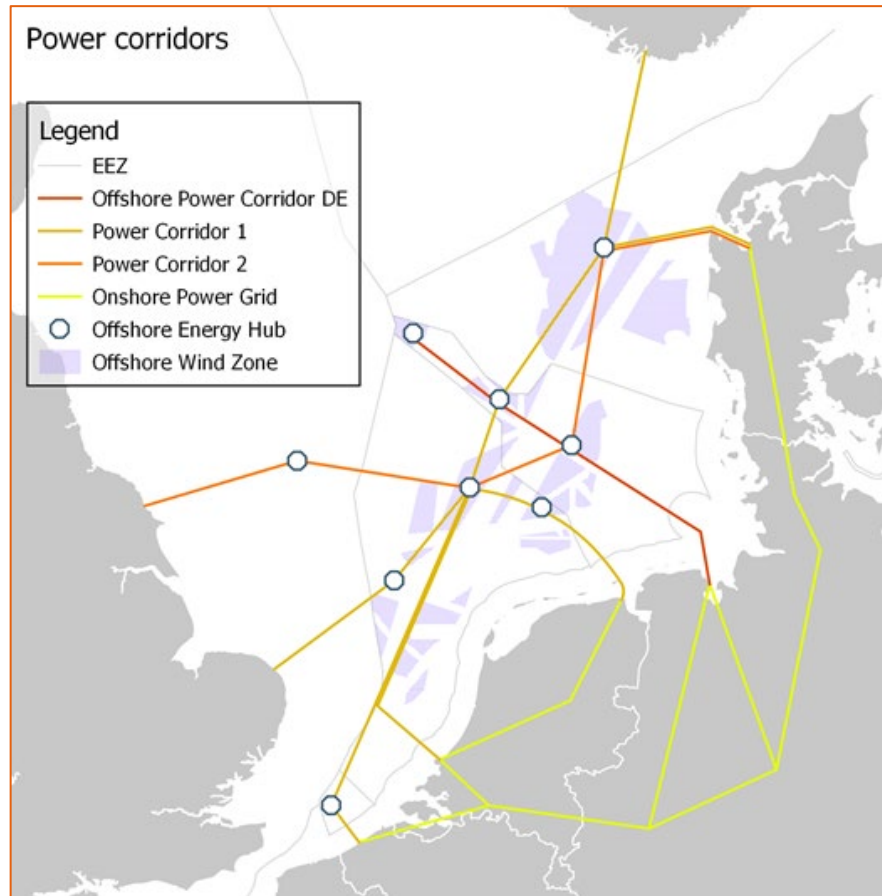 Power corridors
Legend
EEZ
Offshore Power Corridor DE
Power Corridor 1
Power Corridor 2
Onshore Power Grid
Offshore Energy Hub
Offshore Wind Zone